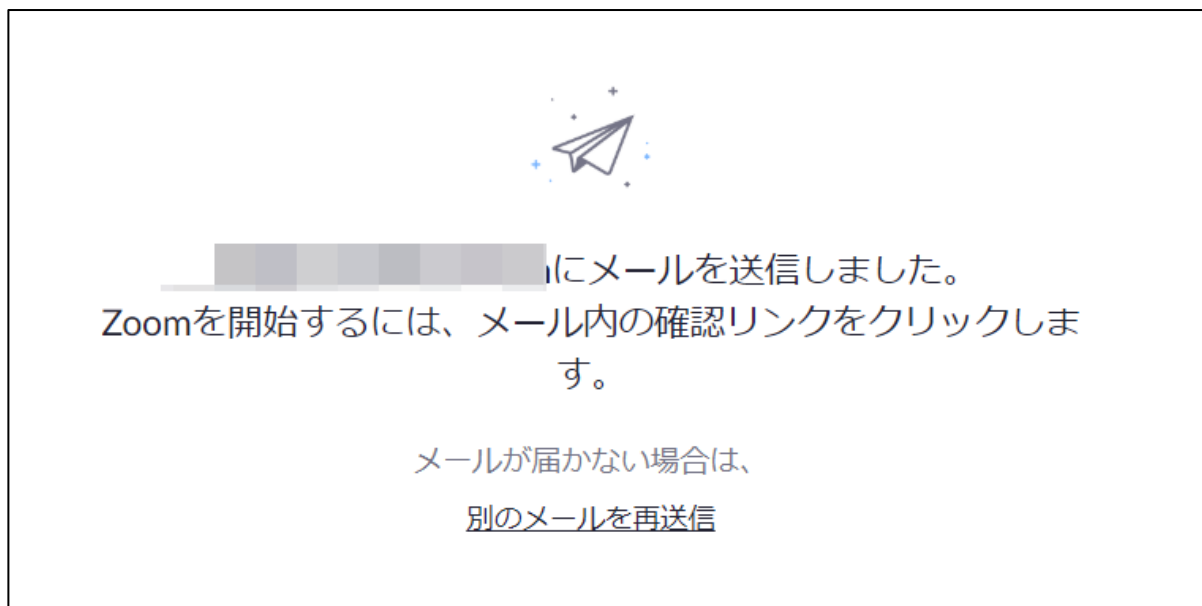 にメールを送信しました。
Zoomを開始するには、メール内の確認リンクをクリックしま
す。
メールが届かない場合は、
別のメールを再送信